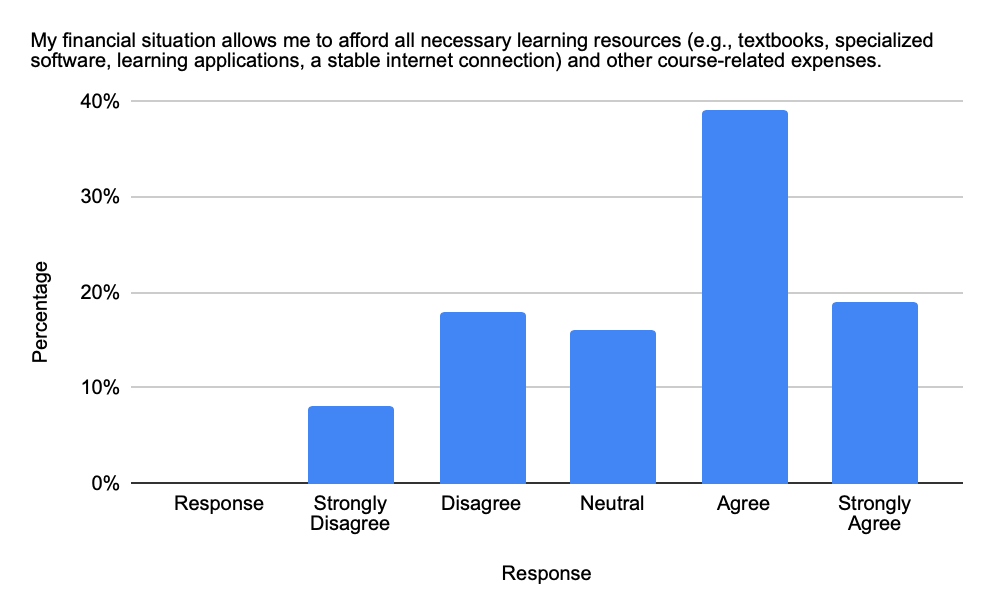 My financial situation allows me to afford all necessary learning resources (e.g., textbooks, specialized
software, learning applications, a stable internet connection) and other course-related expenses.
40%
30%
20%
10%
0%
Percentage
Response
Strongly
Disagree
Disagree
Neutral
Agree
Strongly
Agree
Response